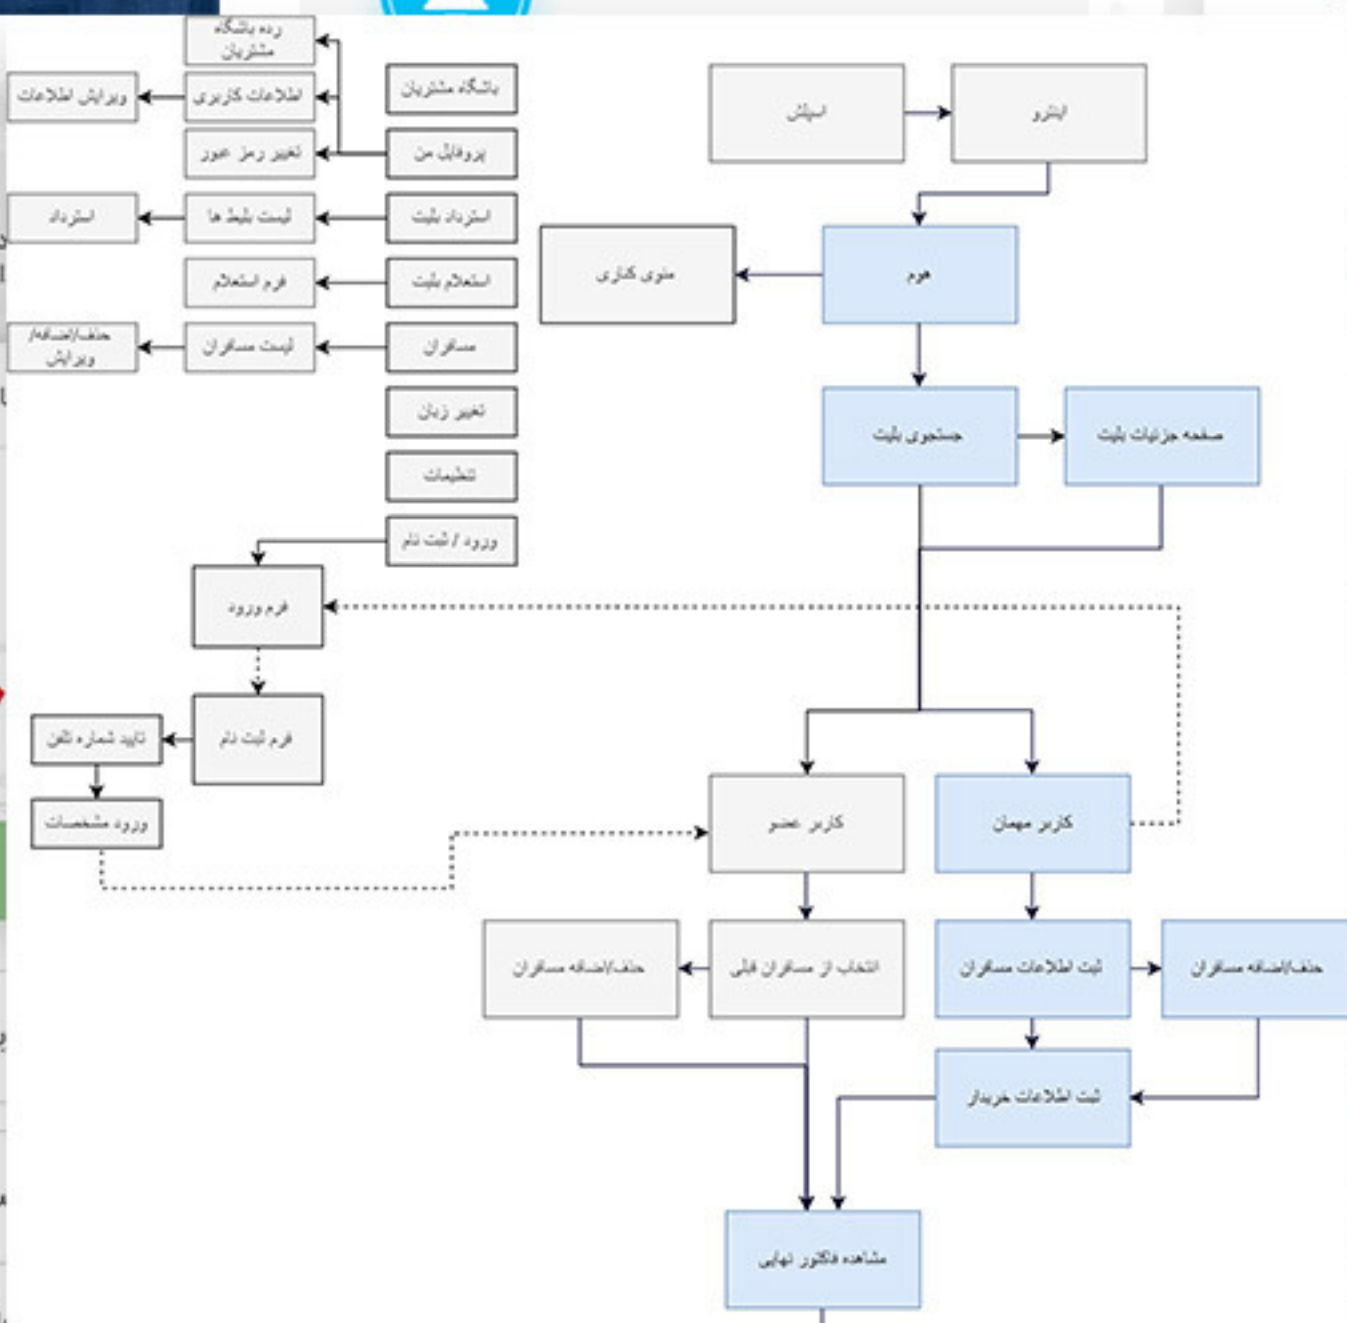 رده باشگاه
مشتریان
باشگاه مشتریان
اطلاعات کاربری
ویرایش اطلاعات
پروفایل من
تغییر رمز عبور
استرداد بلیت
لیست بلیط ها
استرداد
استعلام بلیت
فرم استعلام
مسافران
لیست مسافران
حذف/اضافه/
ویرایش
تغییر زبان
تنظیمات
ورود / ثبت نام
فرم ورود
فرم ثبت نام
تایید شماره تلفن
ورود مشخصات
اسپلش
اینترو
هوم
منوی کناری
جستجوی بلیت
صفحه جزئیات بلیت
کاربر مهمان
کاربر عضو
حذف/اضافه مسافران
ثبت اطلاعات مسافران
انتخاب از مسافران قبلی
حذف/اضافه مسافران
ثبت اطلاعات خریدار
مشاهده فاکتور نهایی